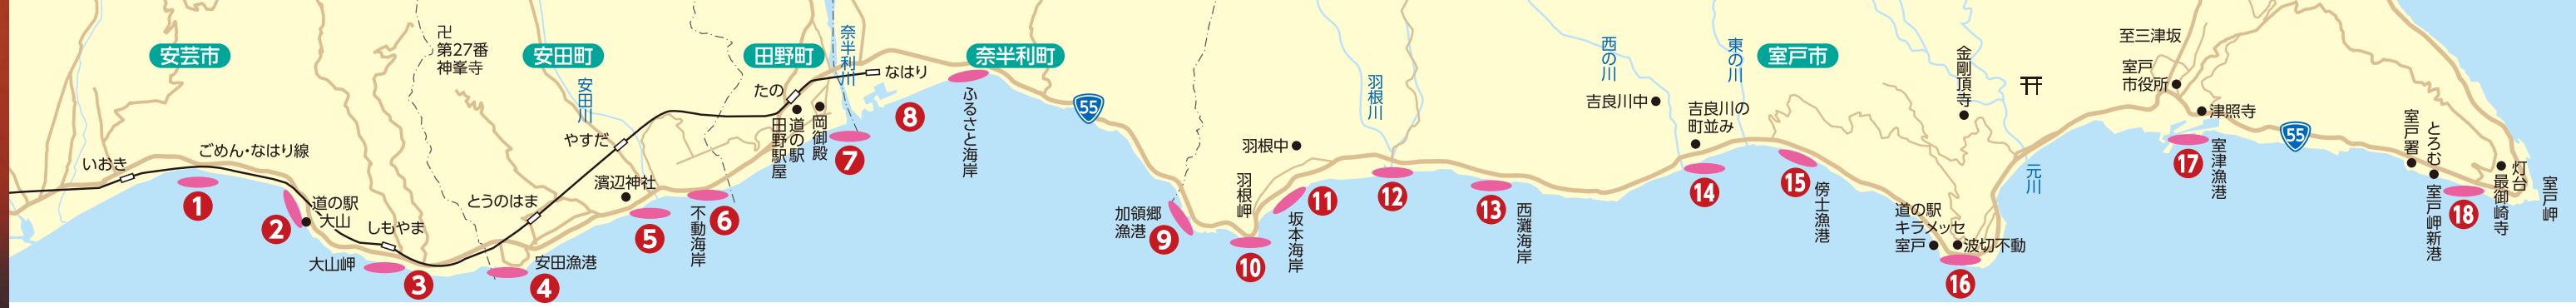 安芸市
卍
第27番
神峯寺
安田町
安田川
田野町
奈半利川
奈半利町
なはり
たの
岡御殿
道の駅
田野駅屋
ふるさと海岸
いおき
ごめん・なはり線
道の駅
大山
しもやま
大山岬
とうのはま
やすだ
濱辺神社
安田漁港
不動海岸
1
2
3
4
5
6
7
8
55
加領郷
漁港
9
羽根岬
10
羽根中
坂本海岸
11
羽根川
12
13
西灘海岸
西の川
東の川
吉良川中
吉良川の
町並み
14
室戸市
15
傍士漁港
金剛頂寺
道の駅
キラメッセ
室戸
波切不動
16
元川
至三津坂
室戸
市役所
津照寺
17
室津漁港
55
室戸署
とろむ
室戸岬新港
18
灯台
最御崎寺
室戸岬